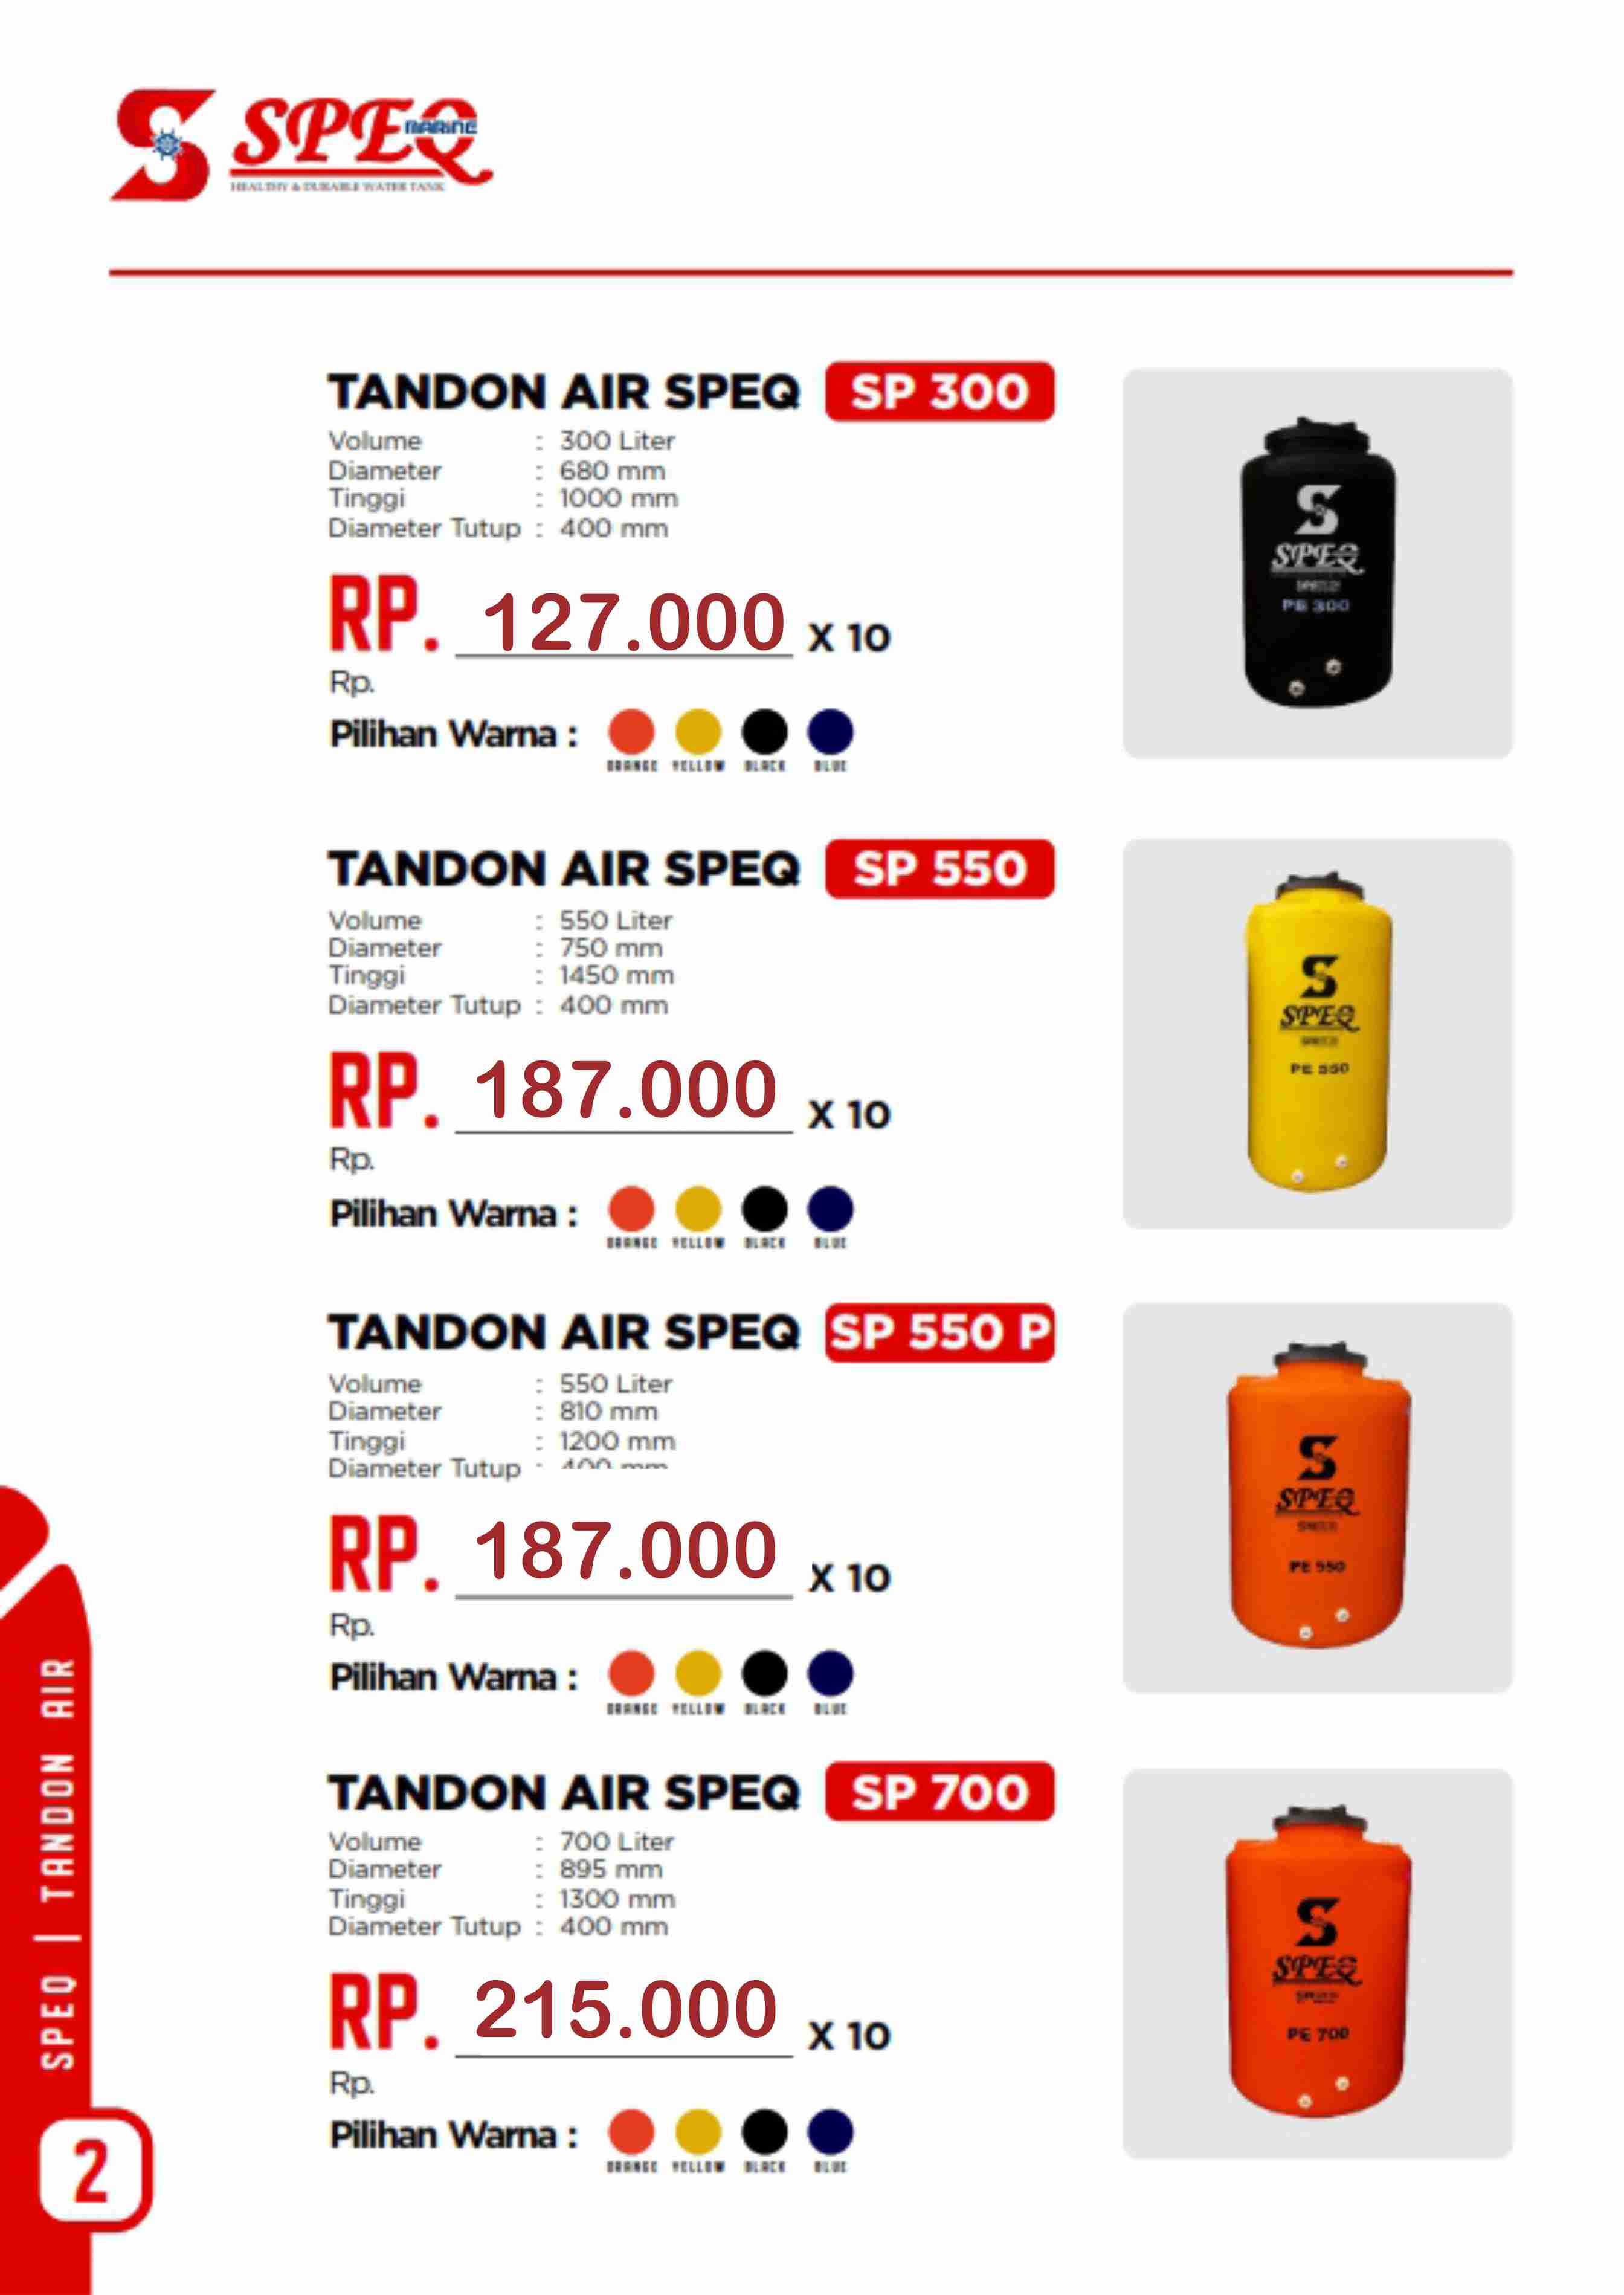 S SPEQ MARINE
HEALTHY & DURABLE WATER TANK
TANDON AIR SPEQ SP 300
Volume : 300 Liter
Diameter : 680 mm
Tinggi : 1000 mm
Diameter Tutup : 400 mm
RP. 127.000 X 10
Rp.
Pilihan Warna :
ORANGE YELLOW BLACK BLUE
S
SPEQ
PE 300
TANDON AIR SPEQ SP 550
Volume : 550 Liter
Diameter : 750 mm
Tinggi : 1450 mm
Diameter Tutup : 400 mm
RP. 187.000 X 10
Rp.
Pilihan Warna :
ORANGE YELLOW BLACK BLUE
S
SPEQ
PE 550
TANDON AIR SPEQ SP 550 P
Volume : 550 Liter
Diameter : 810 mm
Tinggi : 1200 mm
Diameter Tutup : 400 mm
RP. 187.000 X 10
Rp.
Pilihan Warna :
ORANGE YELLOW BLACK BLUE
S
SPEQ
PE 550
TANDON AIR SPEQ SP 700
Volume : 700 Liter
Diameter : 895 mm
Tinggi : 1300 mm
Diameter Tutup : 400 mm
RP. 215.000 X 10
Rp.
Pilihan Warna :
ORANGE YELLOW BLACK BLUE
S
SPEQ
PE 700
SPEQ | TANDON AIR
2